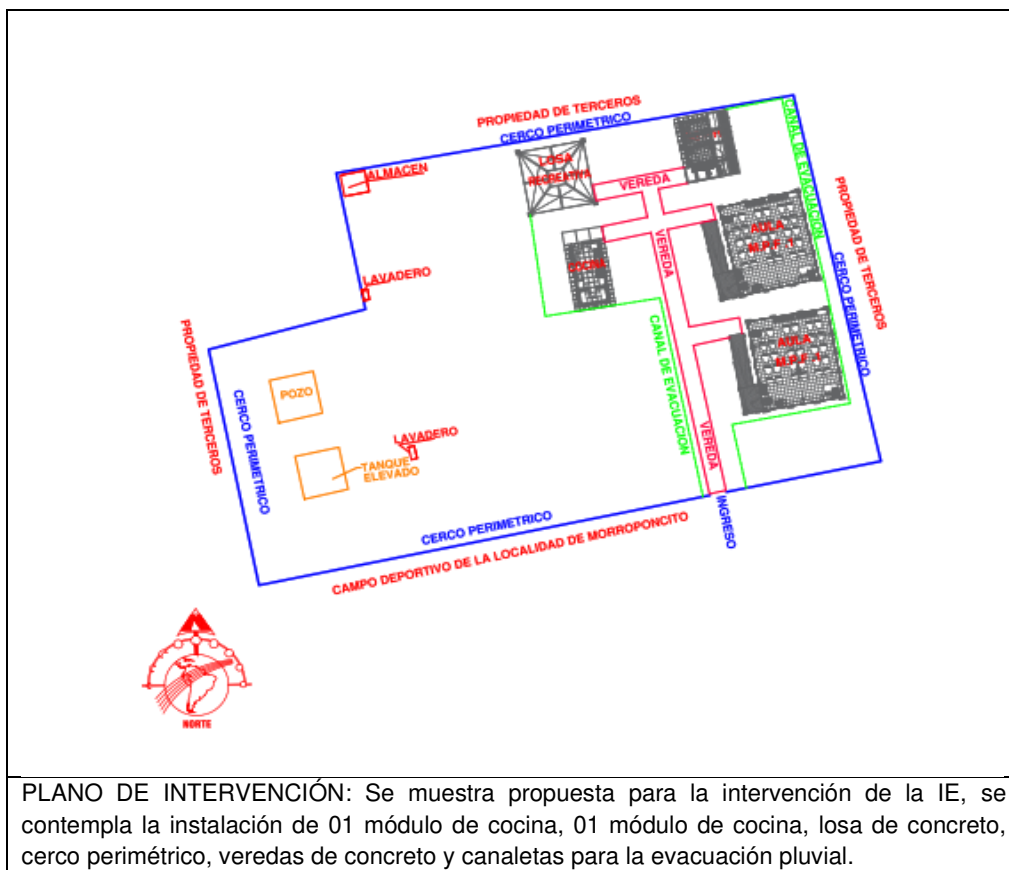 PROPIEDAD DE TERCEROS
CERCO PERIMETRICO
ALMACEN
LOSA
RECREATIVA
VEREDA
CANAL DE EVACUACION
PROPIEDAD DE TERCEROS
CERCO PERIMETRICO
AULA
M.P.F. 1
LAVADERO
COCINA
VEREDA
CANAL DE EVACUACION
AULA
M.P.F. 1
PROPIEDAD DE TERCEROS
CERCO PERIMETRICO
POZO
LAVADERO
TANQUE
ELEVADO
VEREDA
CERCO PERIMETRICO
INGRESO
CAMPO DEPORTIVO DE LA LOCALIDAD DE MORROPONCITO
NORTE
PLANO DE INTERVENCIÓN: Se muestra propuesta para la intervención de la IE, se
contempla la instalación de 01 módulo de cocina, 01 módulo de cocina, losa de concreto,
cerco perimétrico, veredas de concreto y canaletas para la evacuación pluvial.